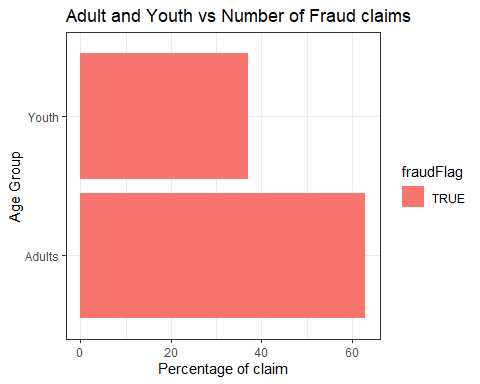 Adult and Youth vs Number of Fraud claims
Youth
Adults
Age Group
0 20 40 60
Percentage of claim
fraudFlag
TRUE